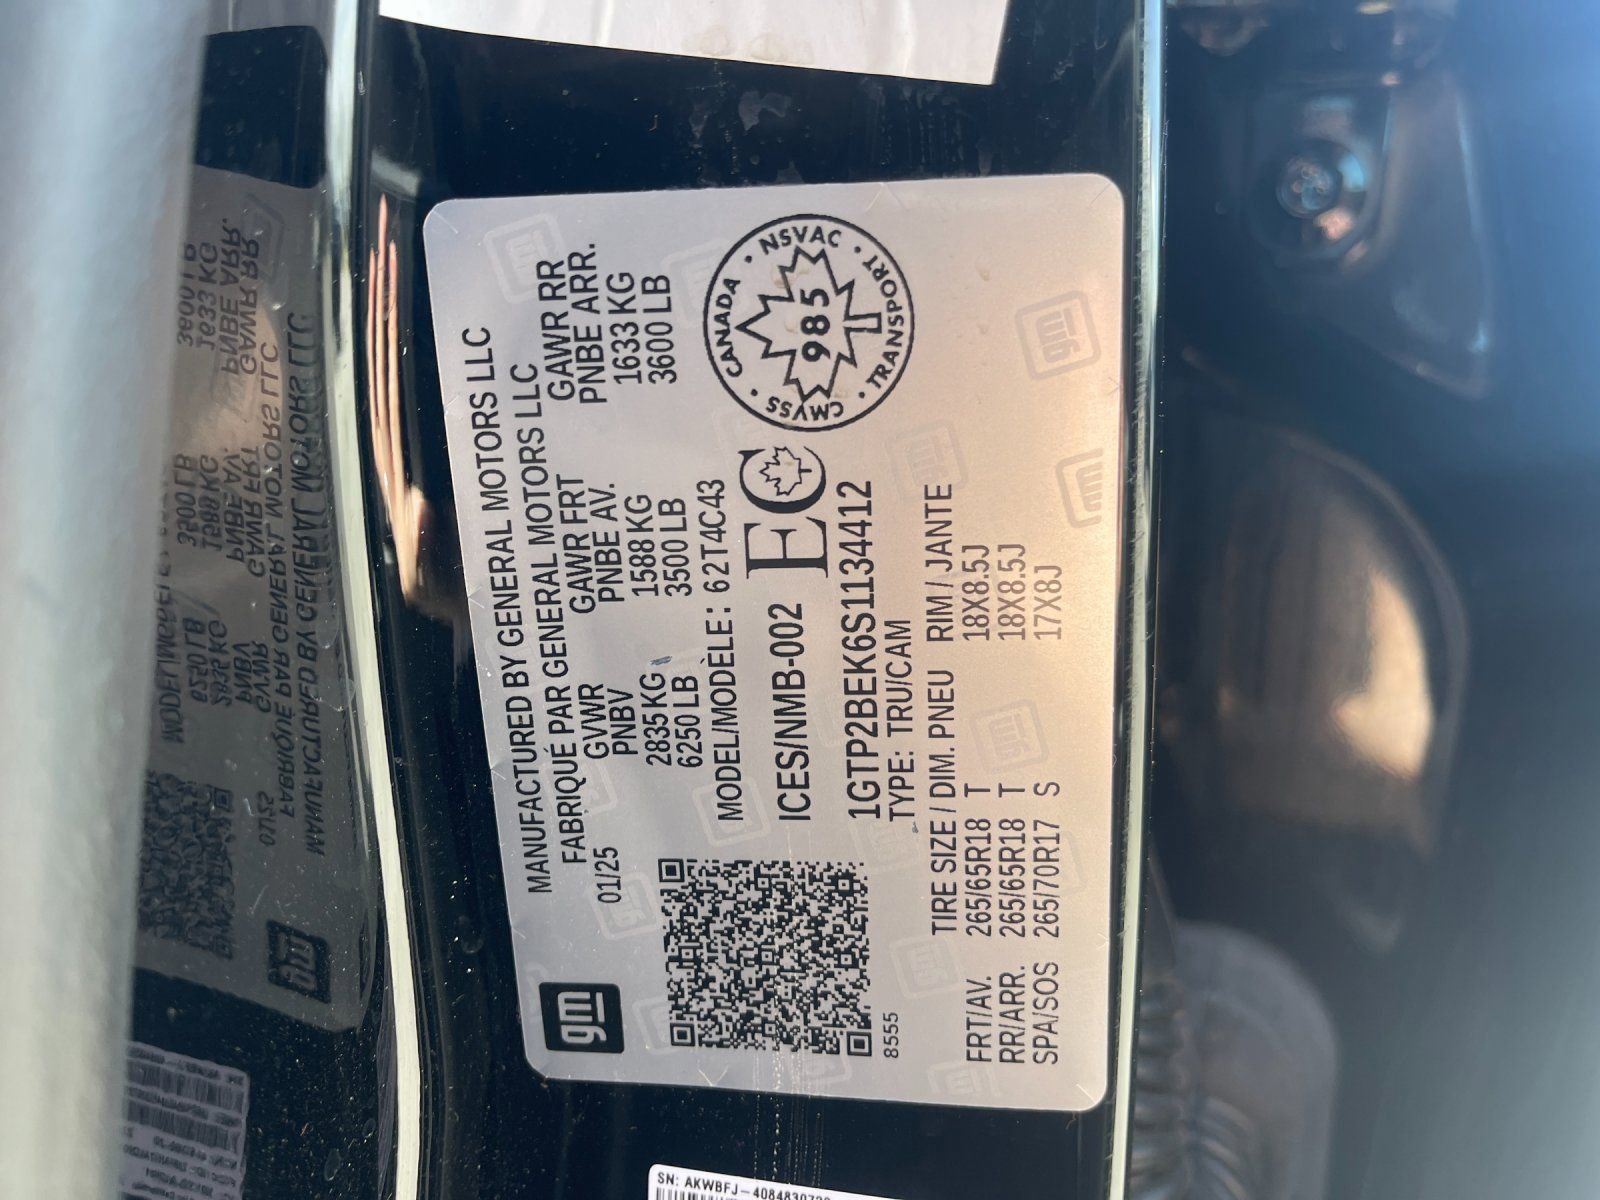 gm
MANUFACTURED BY GENERAL MOTORS LLC
FABRIQUÉ PAR GENERAL MOTORS LLC
01/25 GVWR GAWR FRT GAWR RR
PNBV PNBE AV. PNBE ARR.
2835 KG 1588 KG 1633 KG
6250 LB 3500 LB 3600 LB
MODEL/MODÈLE: 62T4C43
ICES/NMB-002 EC
CANADA • NSVAC • TRANSPORT • CMVSS •
985
1GTP2BEK6S1134412
TYPE: TRU/CAM
8555
TIRE SIZE / DIM. PNEU RIM / JANTE
FRT/AV. 265/65R18 T 18X8.5J
RR/ARR. 265/65R18 T 18X8.5J
SPA/SOS 265/70R17 S 17X8J
SN: AKWBFJ-